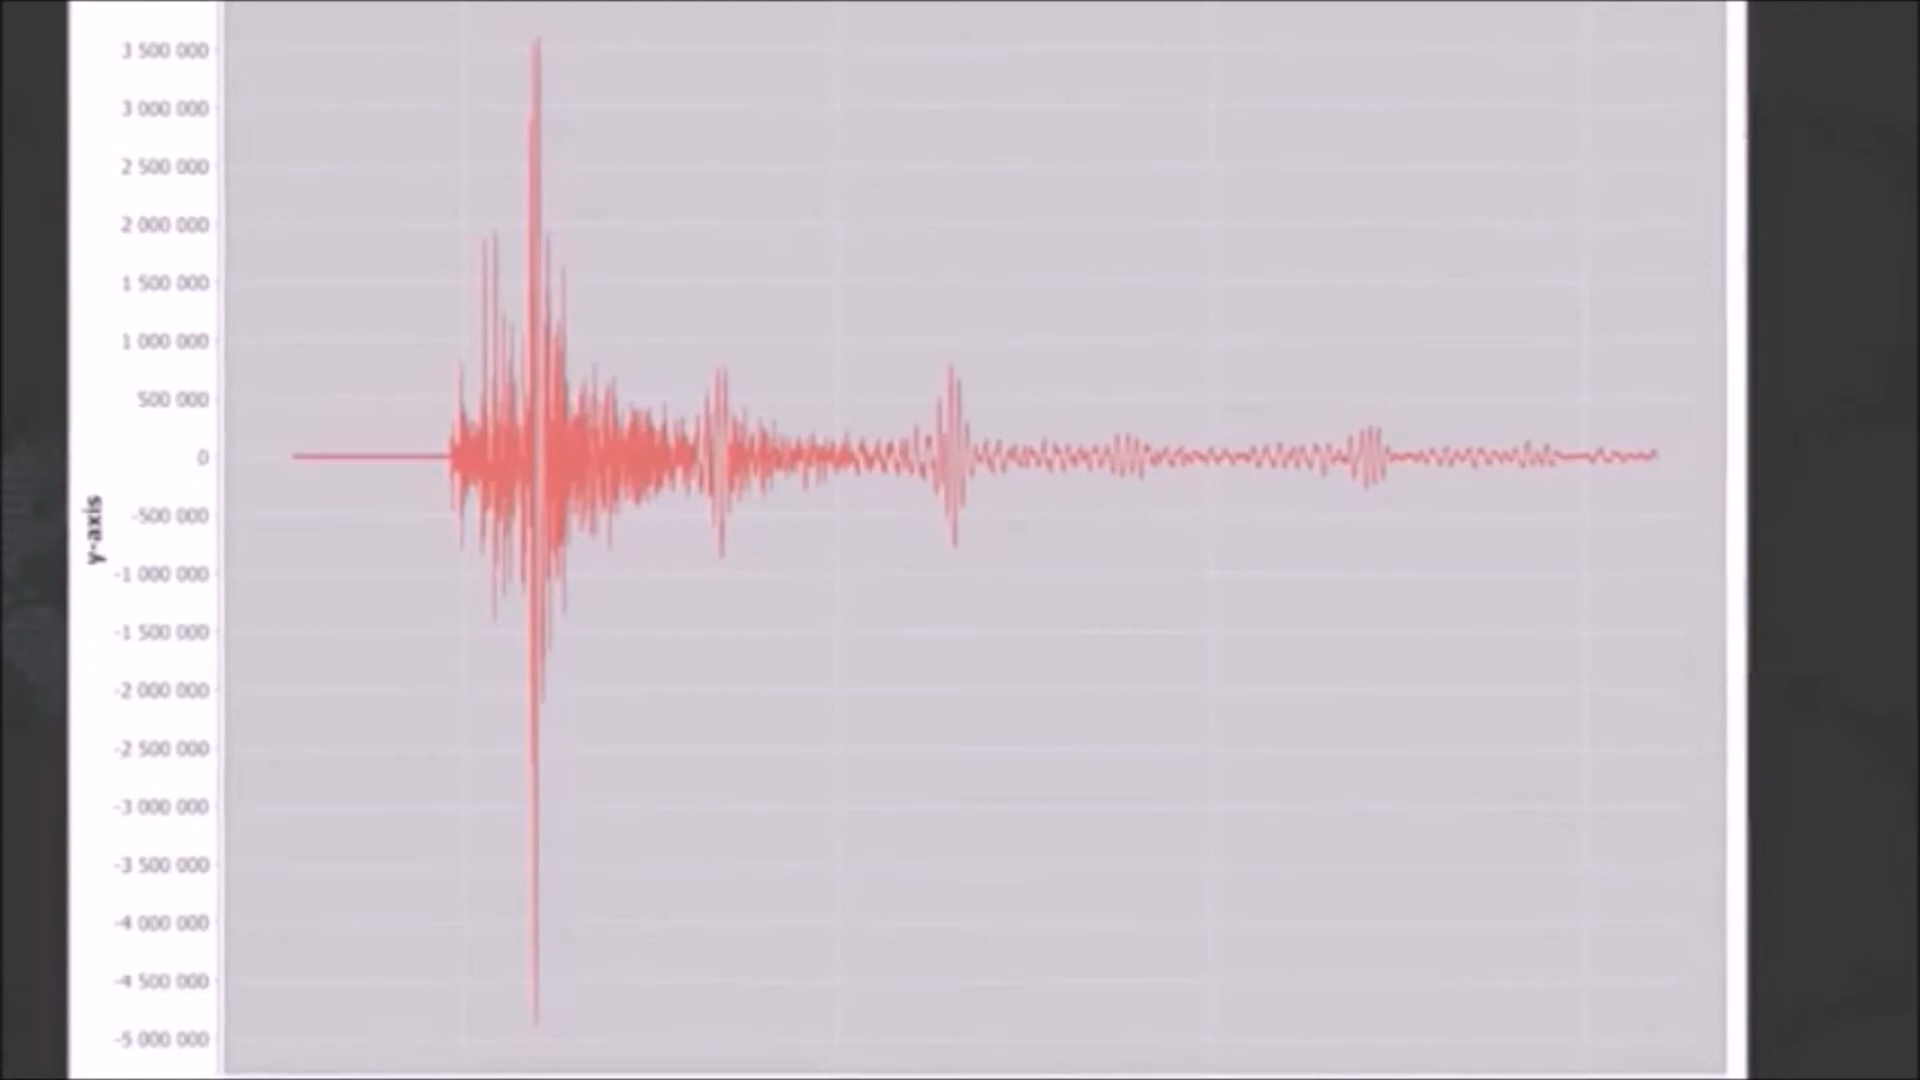 3 500 000
3 000 000
2 500 000
2 000 000
1 500 000
1 000 000
500 000
0
y-axis
-500 000
-1 000 000
-1 500 000
-2 000 000
-2 500 000
-3 000 000
-3 500 000
-4 000 000
-4 500 000
-5 000 000